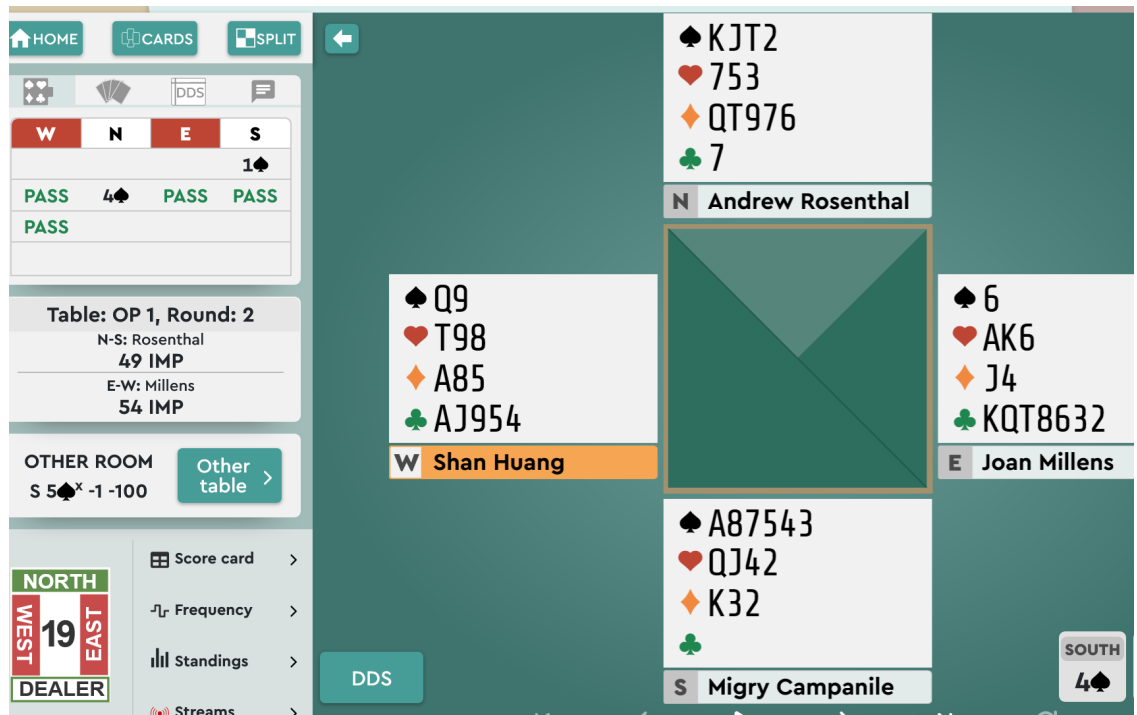 HOME CARDS SPLIT
DDS
W N E S
1♠
PASS 4♠ PASS PASS
PASS
Table: OP 1, Round: 2
N-S: Rosenthal
49 IMP
E-W: Millens
54 IMP
OTHER ROOM
S 5♠x -1 -100
Other table >
NORTH
WEST 19 EAST
DEALER
Score card >
Frequency >
Standings >
Streams >
♠ KJT2
♥ 753
♦ QT976
♣ 7
N Andrew Rosenthal
♠ Q9
♥ T98
♦ A85
♣ AJ954
W Shan Huang
♠ 6
♥ AK6
♦ J4
♣ KQT8632
E Joan Millens
♠ A87543
♥ QJ42
♦ K32
♣
S Migry Campanile
DDS
SOUTH
4♠